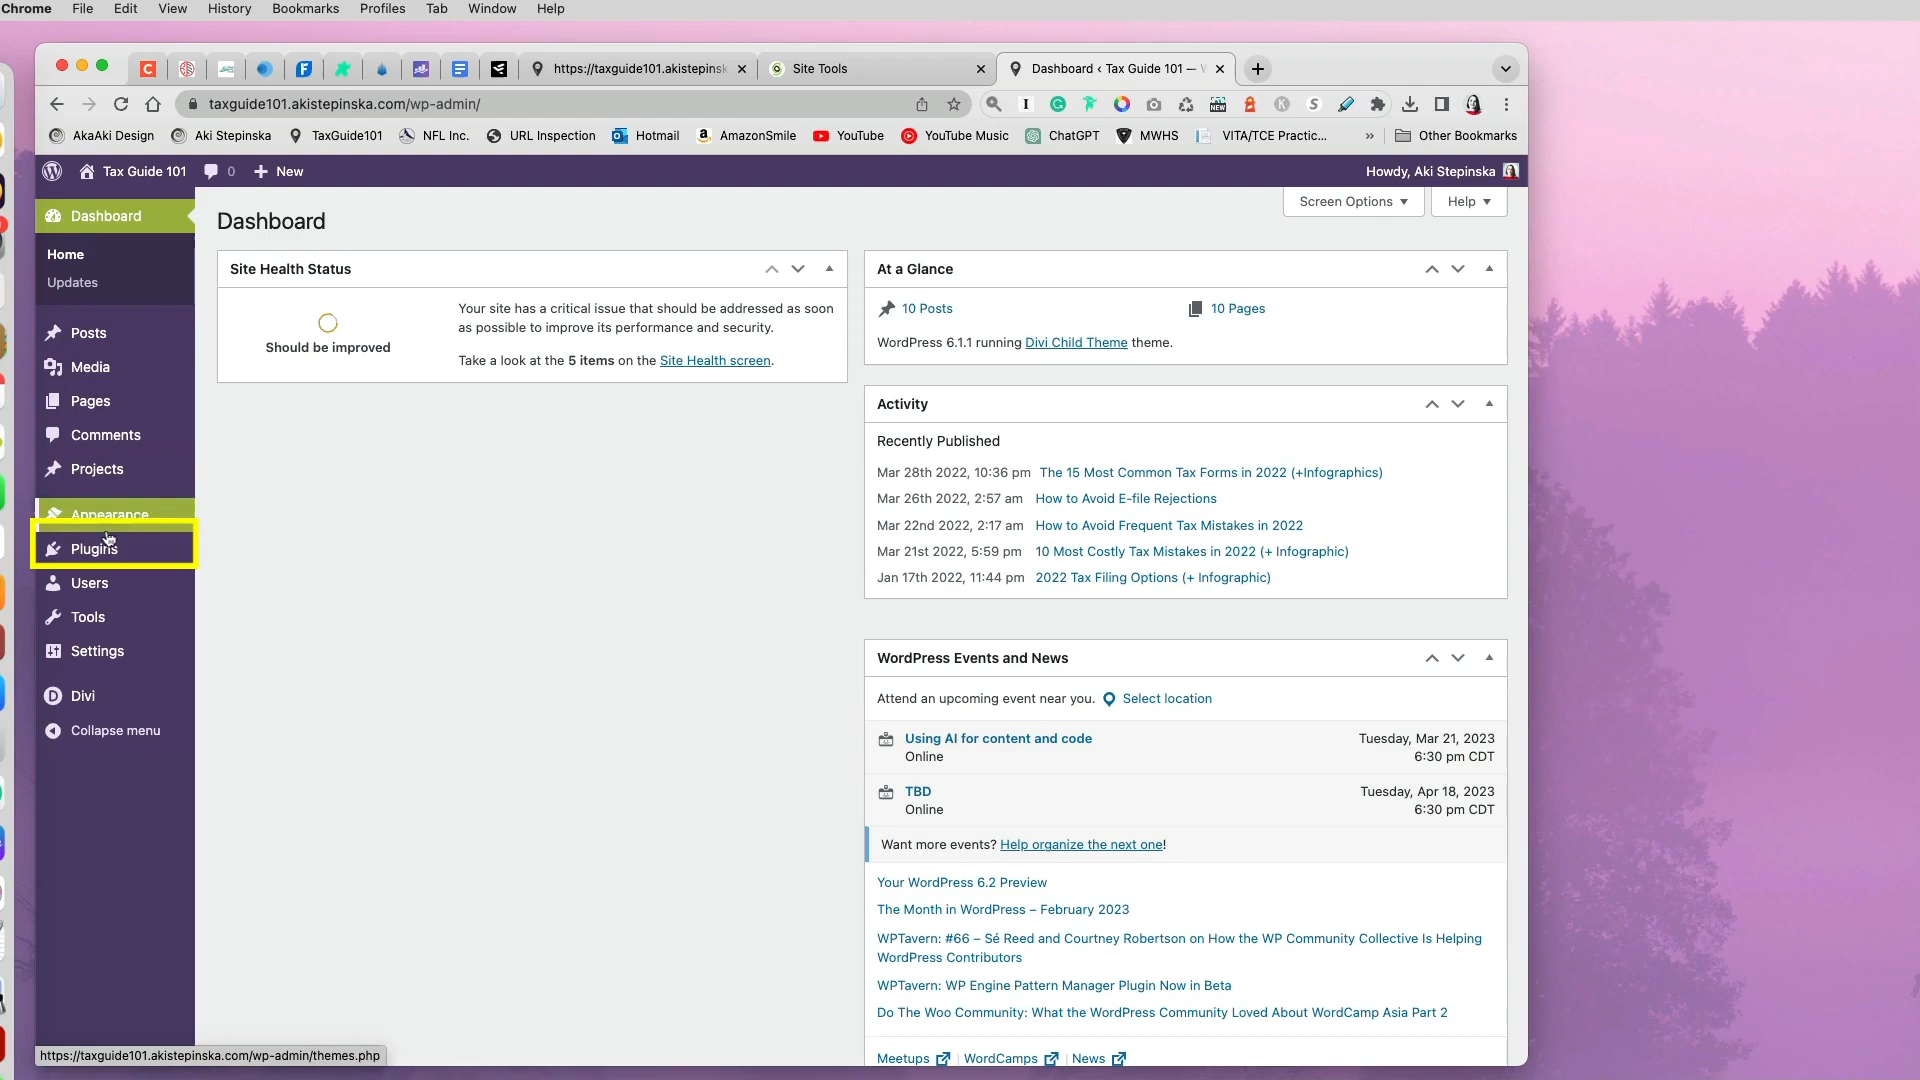 Chrome File Edit View History Bookmarks Profiles Tab Window Help
https://taxguide101.akistepinsk
Site Tools
Dashboard ‹ Tax Guide 101 —
taxguide101.akistepinska.com/wp-admin/
AkaAki Design Aki Stepinska TaxGuide101 NFL Inc. URL Inspection Hotmail AmazonSmile YouTube YouTube Music ChatGPT MWHS VITA/TCE Practic... » Other Bookmarks
Tax Guide 101 0 + New Howdy, Aki Stepinska
Screen Options ▼ Help ▼
Dashboard
Home
Updates
Posts
Media
Pages
Comments
Projects
Appearance
Plugins
Users
Tools
Settings
Divi
Collapse menu
Dashboard
Site Health Status
Should be improved
Your site has a critical issue that should be addressed as soon
as possible to improve its performance and security.
Take a look at the 5 items on the Site Health screen.
At a Glance
10 Posts 10 Pages
WordPress 6.1.1 running Divi Child Theme theme.
Activity
Recently Published
Mar 28th 2022, 10:36 pm The 15 Most Common Tax Forms in 2022 (+Infographics)
Mar 26th 2022, 2:57 am How to Avoid E-file Rejections
Mar 22nd 2022, 2:17 am How to Avoid Frequent Tax Mistakes in 2022
Mar 21st 2022, 5:59 pm 10 Most Costly Tax Mistakes in 2022 (+ Infographic)
Jan 17th 2022, 11:44 pm 2022 Tax Filing Options (+ Infographic)
WordPress Events and News
Attend an upcoming event near you. Select location
Using AI for content and code Tuesday, Mar 21, 2023
Online 6:30 pm CDT
TBD Tuesday, Apr 18, 2023
Online 6:30 pm CDT
Want more events? Help organize the next one!
Your WordPress 6.2 Preview
The Month in WordPress – February 2023
WPTavern: #66 – Sé Reed and Courtney Robertson on How the WP Community Collective Is Helping
WordPress Contributors
WPTavern: WP Engine Pattern Manager Plugin Now in Beta
Do The Woo Community: What the WordPress Community Loved About WordCamp Asia Part 2
Meetups | WordCamps | News
https://taxguide101.akistepinska.com/wp-admin/themes.php